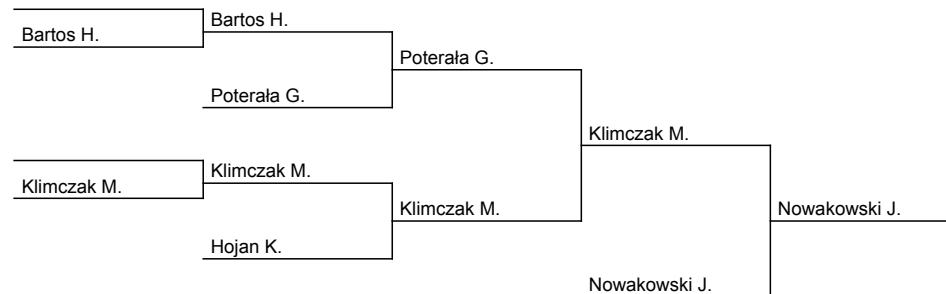 Bartos H.
Bartos H.
Poterała G.
Poterała G.
Klimczak M.
Klimczak M.
Klimczak M.
Klimczak M.
Nowakowski J.
Hojan K.
Nowakowski J.